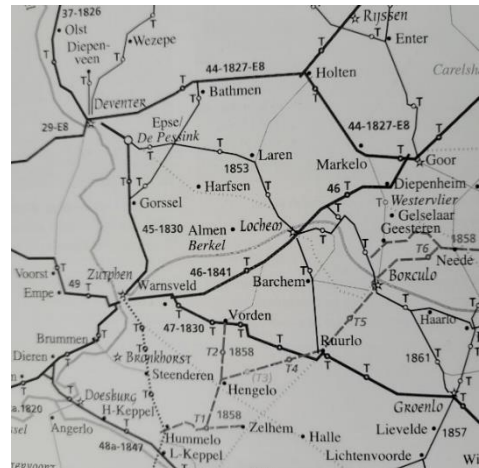 37-1826
Olst
Wezepe
Diepen-
veen
Rijssen
Enter
44-1827-E8
Holten
Carelsh
DEVENTER
Bathmen
Epse/
De Pessink
29-E8
44-1827-E8
1853
Laren
Markelo
Goor
Harfsen
46
Diepenheim
Westervlier
Gorssel
Gelselaar
Almen
Lochem
Geesteren
Berkel
45-1830
T6
1858
Neede
Voorst
ZUTPHEN
46-1841
Barchem
BORCULO
Empe
49
Warnsveld
T5
Haarlo
47-1830
Vorden
Brummen
Ruurlo
T2
1858
1861
Dieren
BRONKHORST
(T3)
T4
Steenderen
Hengelo
DOESBURG
GROENLO
1820
H-Keppel
T1
1858
Angerlo
Zelhem
Lievelde
1857
Hummelo
Halle
48a-1847
L-Keppel
Lichtenvoorde
Wi